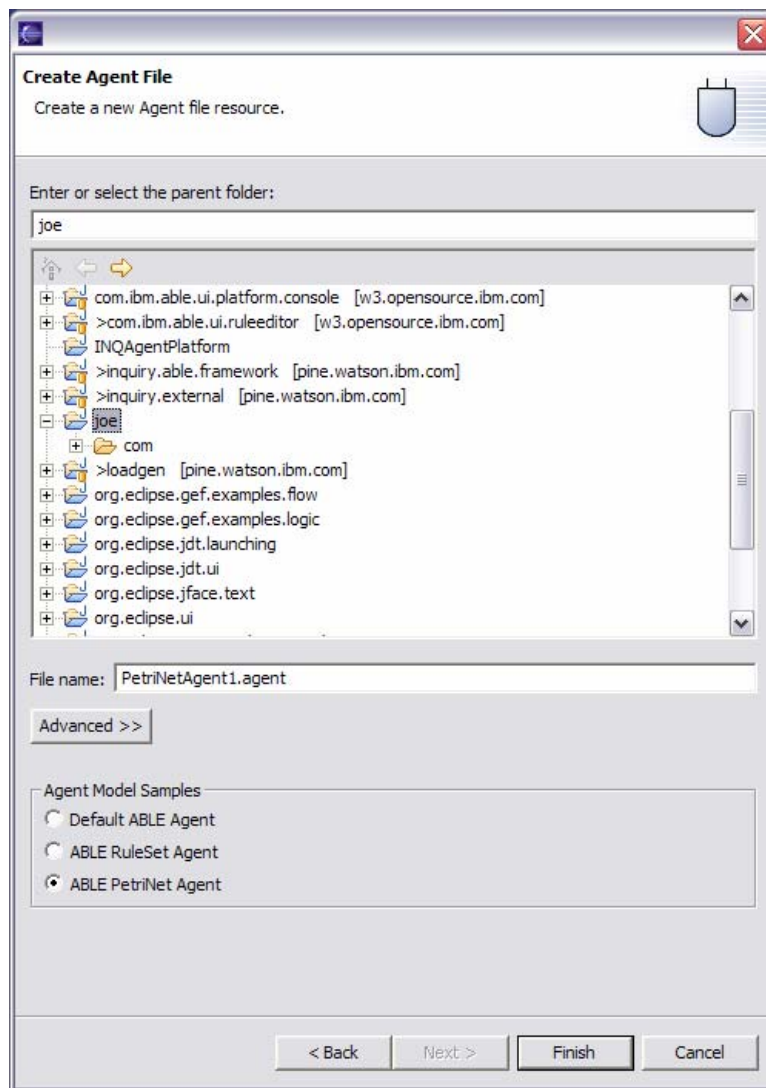 Create Agent File
Create a new Agent file resource.
Enter or select the parent folder:
joe
com.ibm.able.ui.platform.console [w3.opensource.ibm.com]
>com.ibm.able.ui.ruleeditor [w3.opensource.ibm.com]
INQAgentPlatform
>inquiry.able.framework [pine.watson.ibm.com]
>inquiry.external [pine.watson.ibm.com]
joe
com
>loadgen [pine.watson.ibm.com]
org.eclipse.gef.examples.flow
org.eclipse.gef.examples.logic
org.eclipse.jdt.launching
org.eclipse.jdt.ui
org.eclipse.jface.text
org.eclipse.ui
File name: PetriNetAgent1.agent
Advanced >>
Agent Model Samples
Default ABLE Agent
ABLE RuleSet Agent
ABLE PetriNet Agent
< Back Next > Finish Cancel